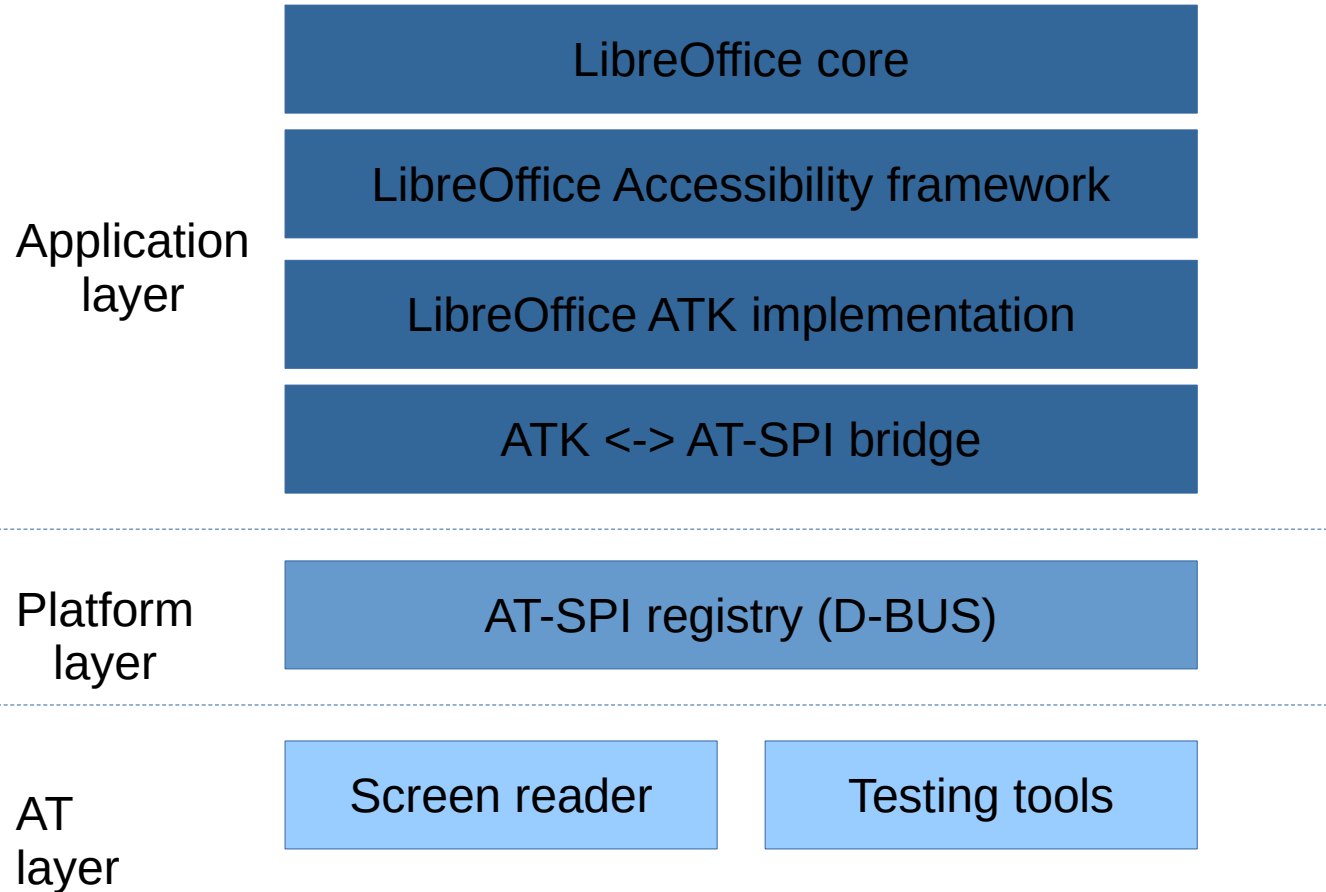 LibreOffice core
LibreOffice Accessibility framework
Application
layer
LibreOffice ATK implementation
ATK <-> AT-SPI bridge
Platform
layer
AT-SPI registry (D-BUS)
Screen reader
Testing tools
AT
layer